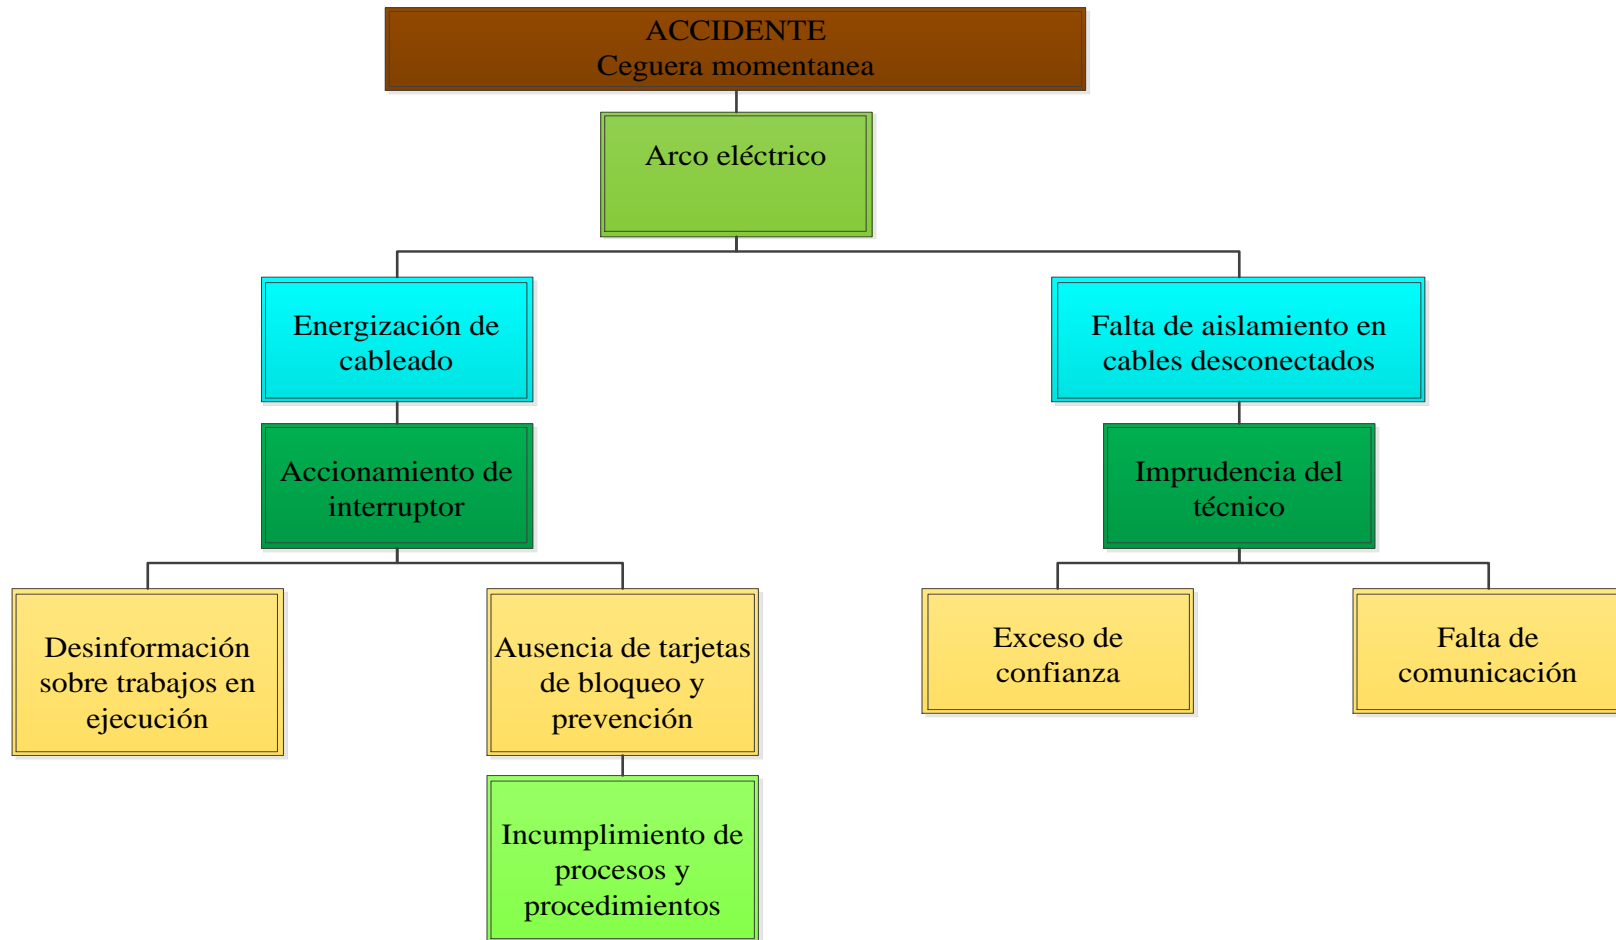 ACCIDENTE
Ceguera momentanea
Arco eléctrico
Energización de
cableado
Falta de aislamiento en
cables desconectados
Accionamiento de
interruptor
Imprudencia del
técnico
Desinformación
sobre trabajos en
ejecución
Ausencia de tarjetas
de bloqueo y
prevención
Exceso de
confianza
Falta de
comunicación
Incumplimiento de
procesos y
procedimientos